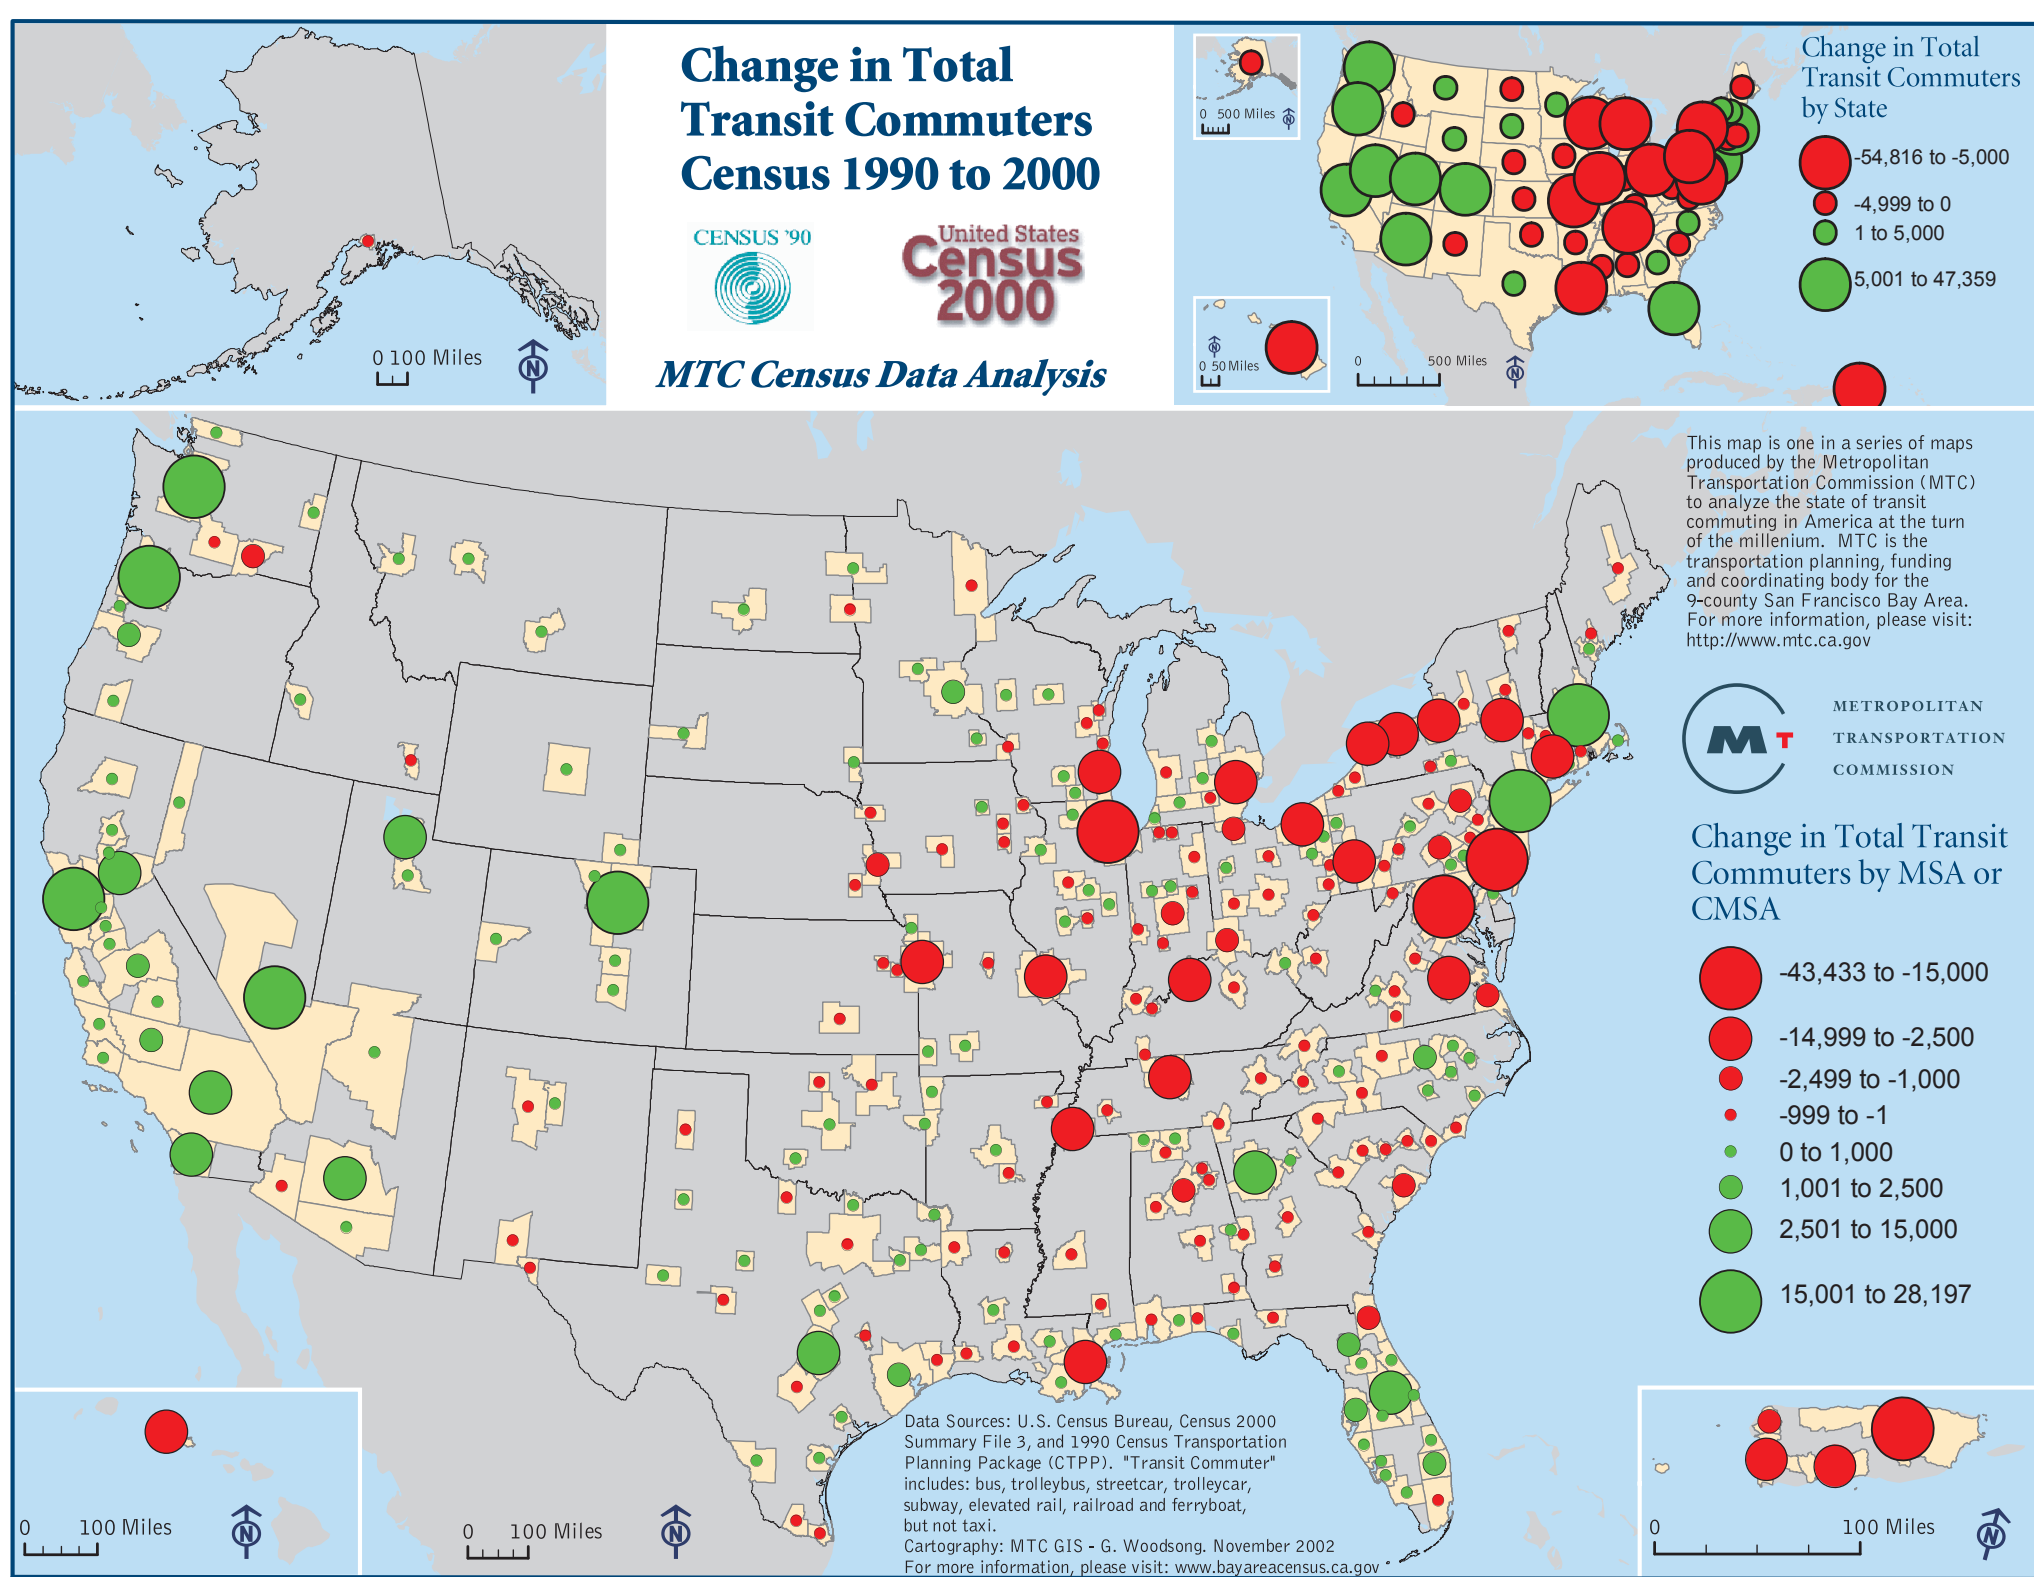 Change in Total
Transit Commuters
Census 1990 to 2000
CENSUS '90
United States
Census
2000
MTC Census Data Analysis
0 100 Miles
N
0 500 Miles
N
N
0 50 Miles
0 500 Miles
N
Change in Total
Transit Commuters
by State
-54,816 to -5,000
-4,999 to 0
1 to 5,000
5,001 to 47,359
This map is one in a series of maps
produced by the Metropolitan
Transportation Commission (MTC)
to analyze the state of transit
commuting in America at the turn
of the millenium.  MTC is the
transportation planning, funding
and coordinating body for the
9-county San Francisco Bay Area.
For more information, please visit:
http://www.mtc.ca.gov
M T
METROPOLITAN
TRANSPORTATION
COMMISSION
Change in Total Transit
Commuters by MSA or
CMSA
-43,433 to -15,000
-14,999 to -2,500
-2,499 to -1,000
-999 to -1
0 to 1,000
1,001 to 2,500
2,501 to 15,000
15,001 to 28,197
0 100 Miles
N
0 100 Miles
N
Data Sources: U.S. Census Bureau, Census 2000
Summary File 3, and 1990 Census Transportation
Planning Package (CTPP).  "Transit Commuter"
includes: bus, trolleybus, streetcar, trolleycar,
subway, elevated rail, railroad and ferryboat,
but not taxi.
Cartography: MTC GIS - G. Woodsong. November 2002
For more information, please visit: www.bayareacensus.ca.gov
0 100 Miles
N